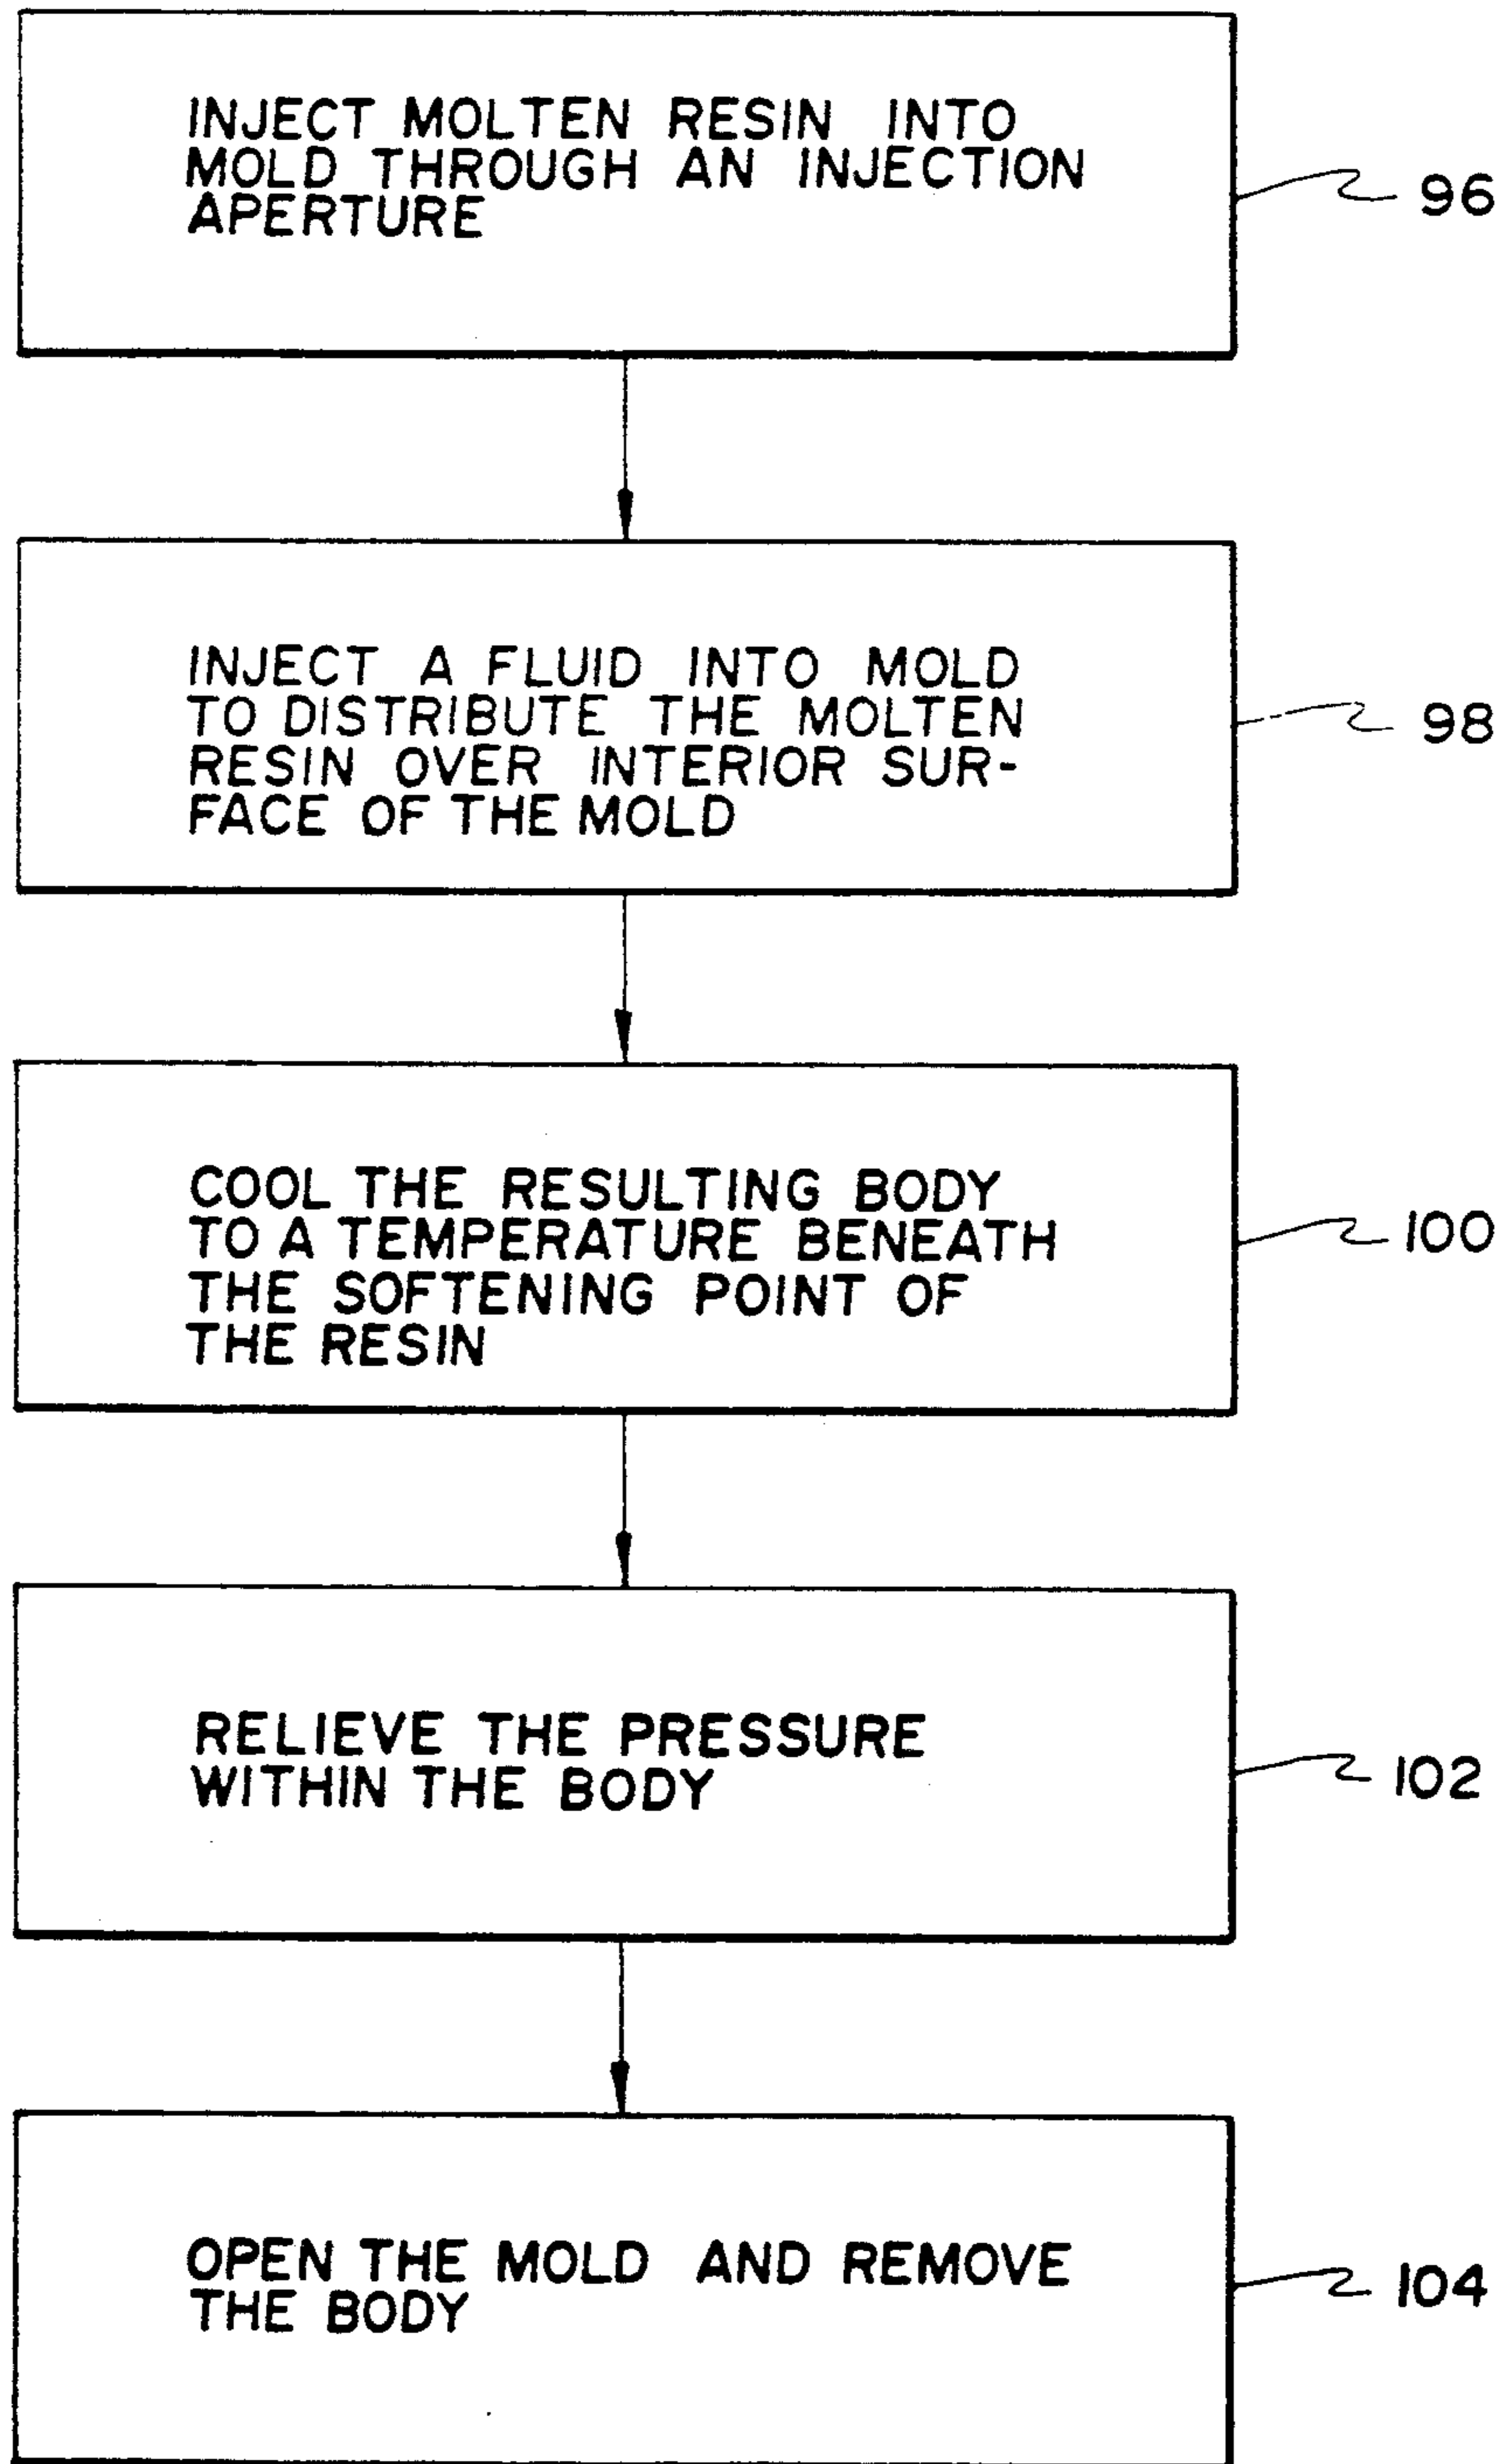 INJECT MOLTEN RESIN INTO
MOLD THROUGH AN INJECTION
APERTURE
96
INJECT A FLUID INTO MOLD
TO DISTRIBUTE THE MOLTEN
RESIN OVER INTERIOR SUR-
FACE OF THE MOLD
98
COOL THE RESULTING BODY
TO A TEMPERATURE BENEATH
THE SOFTENING POINT OF
THE RESIN
100
RELIEVE THE PRESSURE
WITHIN THE BODY
102
OPEN THE MOLD AND REMOVE
THE BODY
104